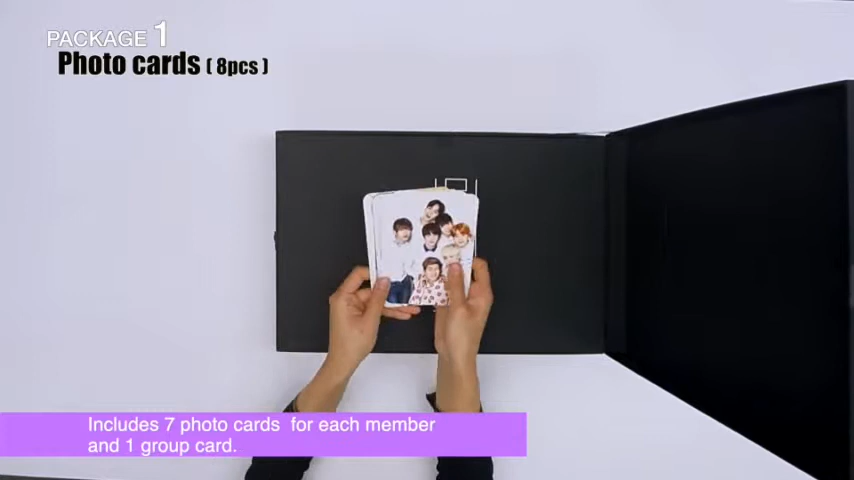 PACKAGE 1
Photo cards ( 8pcs )
Includes 7 photo cards for each member
and 1 group card.